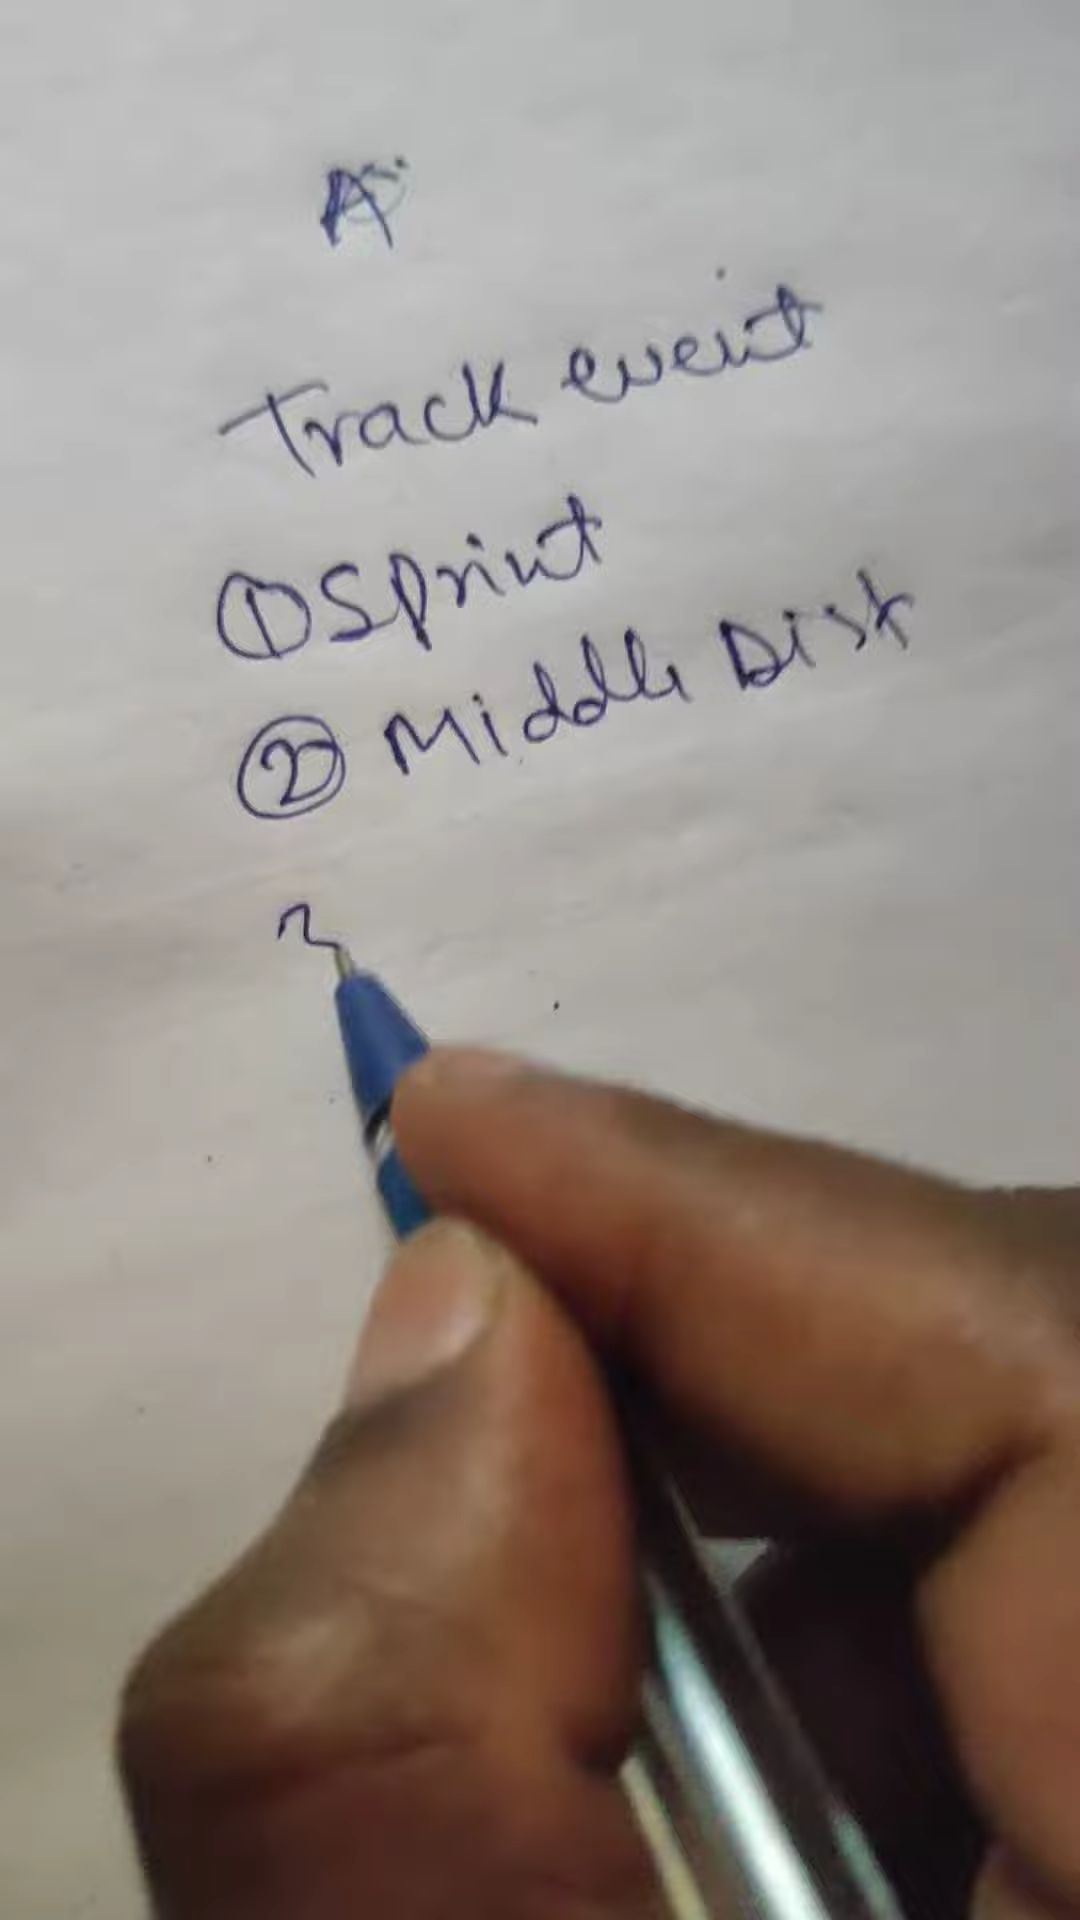 A
Track event
① Sprint
② Middle Dist